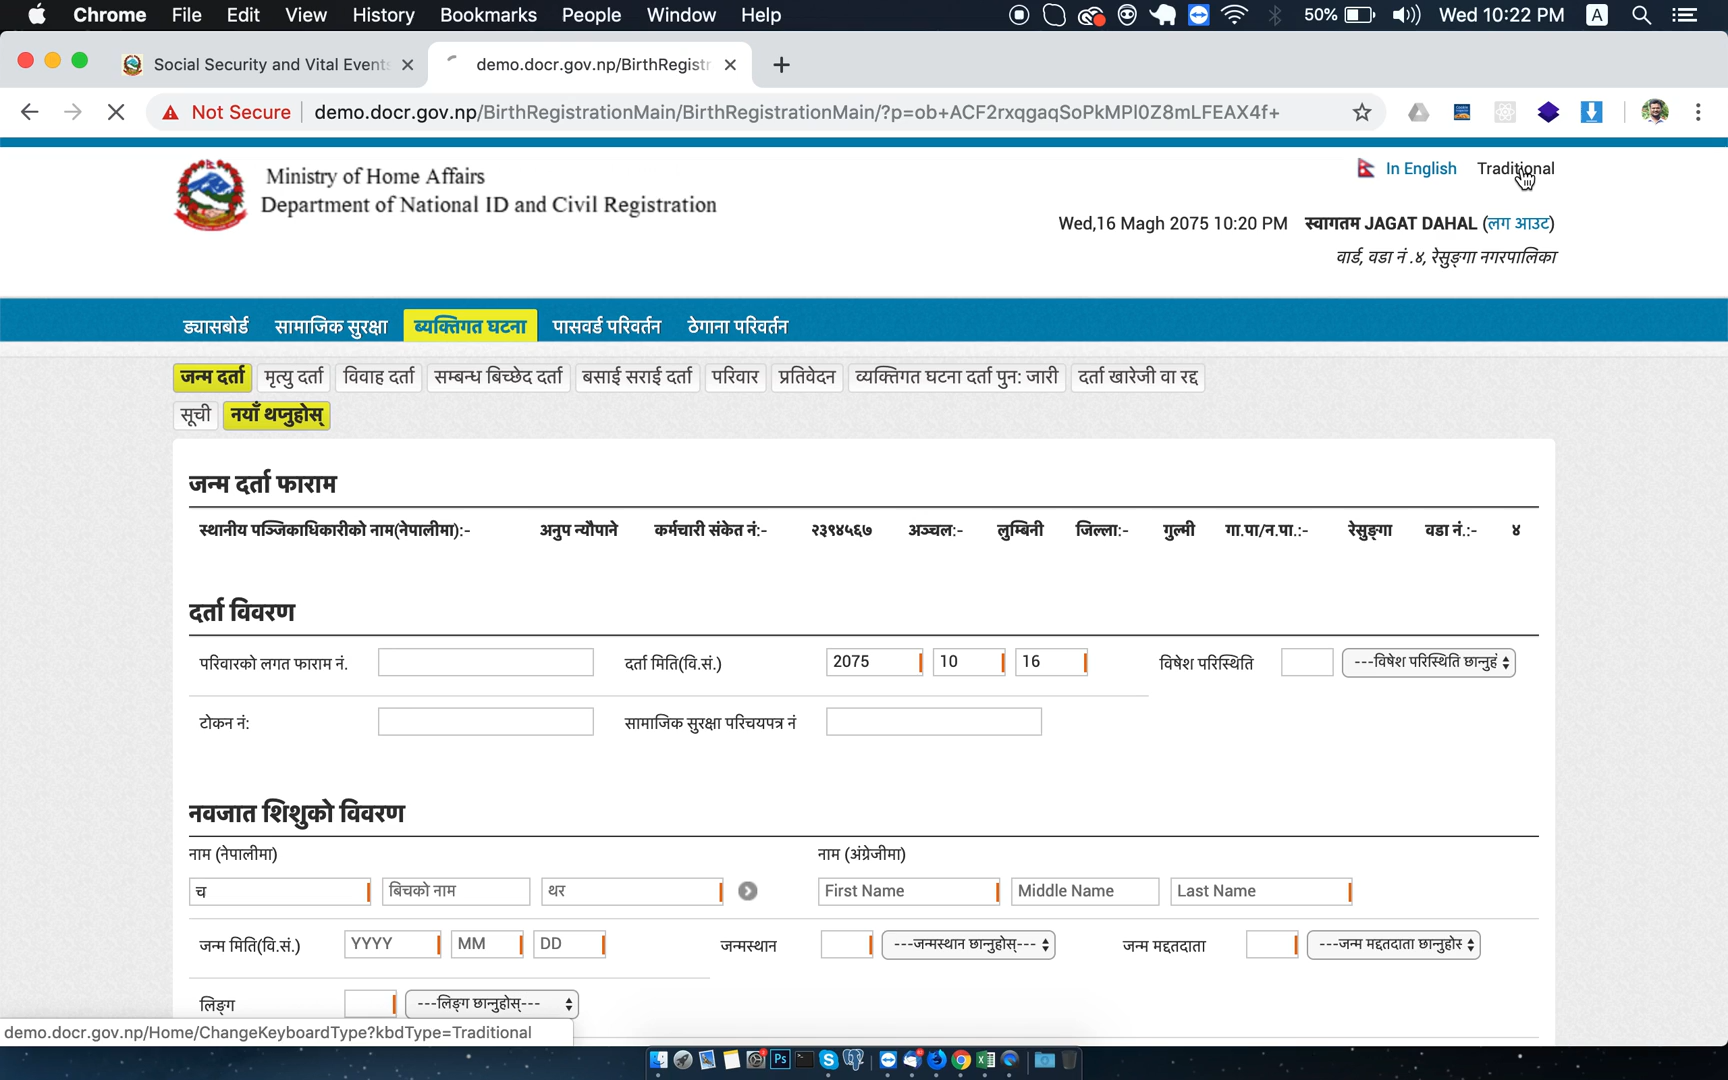 Chrome File Edit View History Bookmarks People Window Help 50% Wed 10:22 PM A
Social Security and Vital Events demo.docr.gov.np/BirthRegistr
Not Secure demo.docr.gov.np/BirthRegistrationMain/BirthRegistrationMain/?p=ob+ACF2rxqgaqSoPkMPI0Z8mLFEAX4f+
In English Traditional
Ministry of Home Affairs
Department of National ID and Civil Registration
Wed,16 Magh 2075 10:20 PM स्वागतम JAGAT DAHAL (लग आउट)
वार्ड, वडा नं .४, रेसुङ्गा नगरपालिका
ड्यासबोर्ड सामाजिक सुरक्षा ब्यक्तिगत घटना पासवर्ड परिवर्तन ठेगाना परिवर्तन
जन्म दर्ता मृत्यु दर्ता विवाह दर्ता सम्बन्ध बिच्छेद दर्ता बसाई सराई दर्ता परिवार प्रतिवेदन व्यक्तिगत घटना दर्ता पुन: जारी दर्ता खारेजी वा रद्द
सूची नयाँ थप्नुहोस्
जन्म दर्ता फाराम
स्थानीय पञ्जिकाधिकारीको नाम(नेपालीमा):- अनुप न्यौपाने कर्मचारी संकेत नं:- २३९४५६७ अञ्चल:- लुम्बिनी जिल्ला:- गुल्मी गा.पा/न.पा.:- रेसुङ्गा वडा नं.:- ४
दर्ता विवरण
परिवारको लगत फाराम नं. दर्ता मिति(वि.सं.) 2075 10 16 विषेश परिस्थिति ---विषेश परिस्थिति छान्नुहं
टोकन नं: सामाजिक सुरक्षा परिचयपत्र नं
नवजात शिशुको विवरण
नाम (नेपालीमा) नाम (अंग्रेजीमा)
च बिचको नाम थर First Name Middle Name Last Name
जन्म मिति(वि.सं.) YYYY MM DD जन्मस्थान ---जन्मस्थान छान्नुहोस्--- जन्म मद्दतदाता ---जन्म मद्दतदाता छान्नुहोर
लिङ्ग ---लिङ्ग छान्नुहोस्---
demo.docr.gov.np/Home/ChangeKeyboardType?kbdType=Traditional
Ps